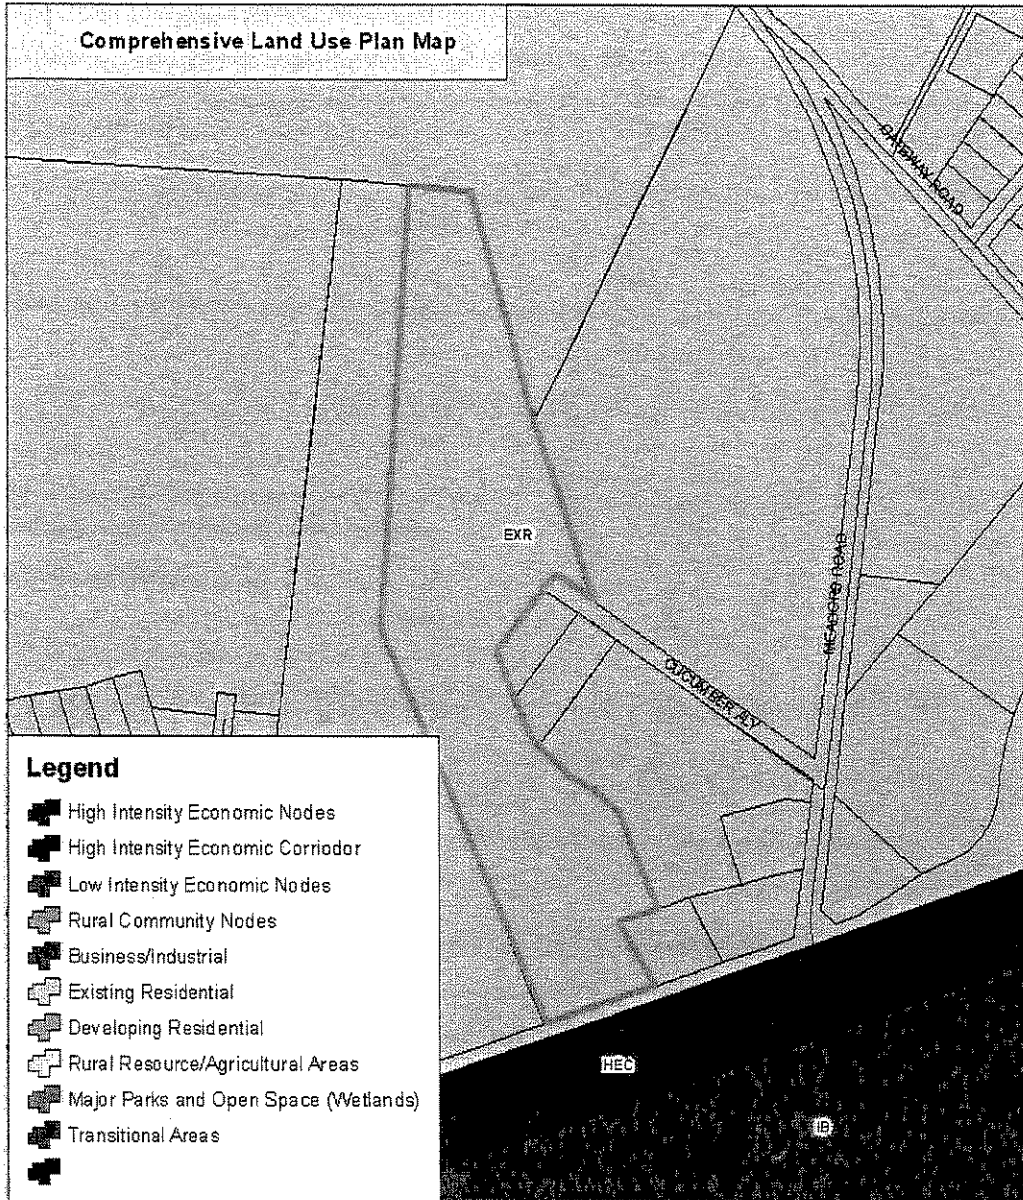 Comprehensive Land Use Plan Map
GATEWAY ROAD
EXR
MEADORD ROAD
CUCUMBER ALY
Legend
High Intensity Economic Nodes
High Intensity Economic Corriodor
Low Intensity Economic Nodes
Rural Community Nodes
Business/Industrial
Existing Residential
Developing Residential
Rural Resource/Agricultural Areas
Major Parks and Open Space (Wetlands)
Transitional Areas
HEC
IB